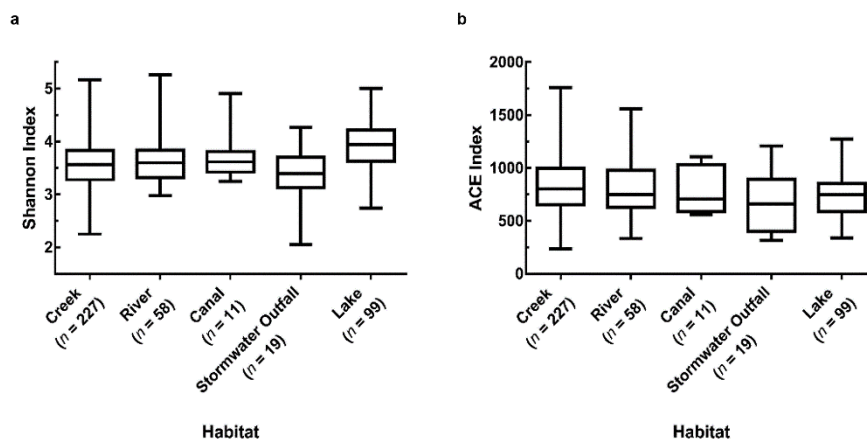 a
Shannon Index
5
4
3
2
Creek
(n = 227)
River
(n = 58)
Canal
(n = 11)
Stormwater Outfall
(n = 19)
Lake
(n = 99)
Habitat
b
ACE Index
2000
1500
1000
500
0
Creek
(n = 227)
River
(n = 58)
Canal
(n = 11)
Stormwater Outfall
(n = 19)
Lake
(n = 99)
Habitat